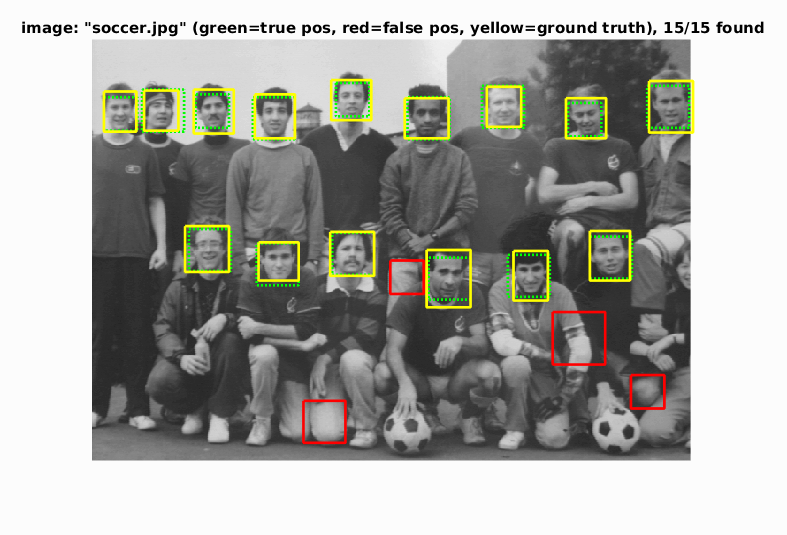 image: "soccer.jpg" (green=true pos, red=false pos, yellow=ground truth), 15/15 found